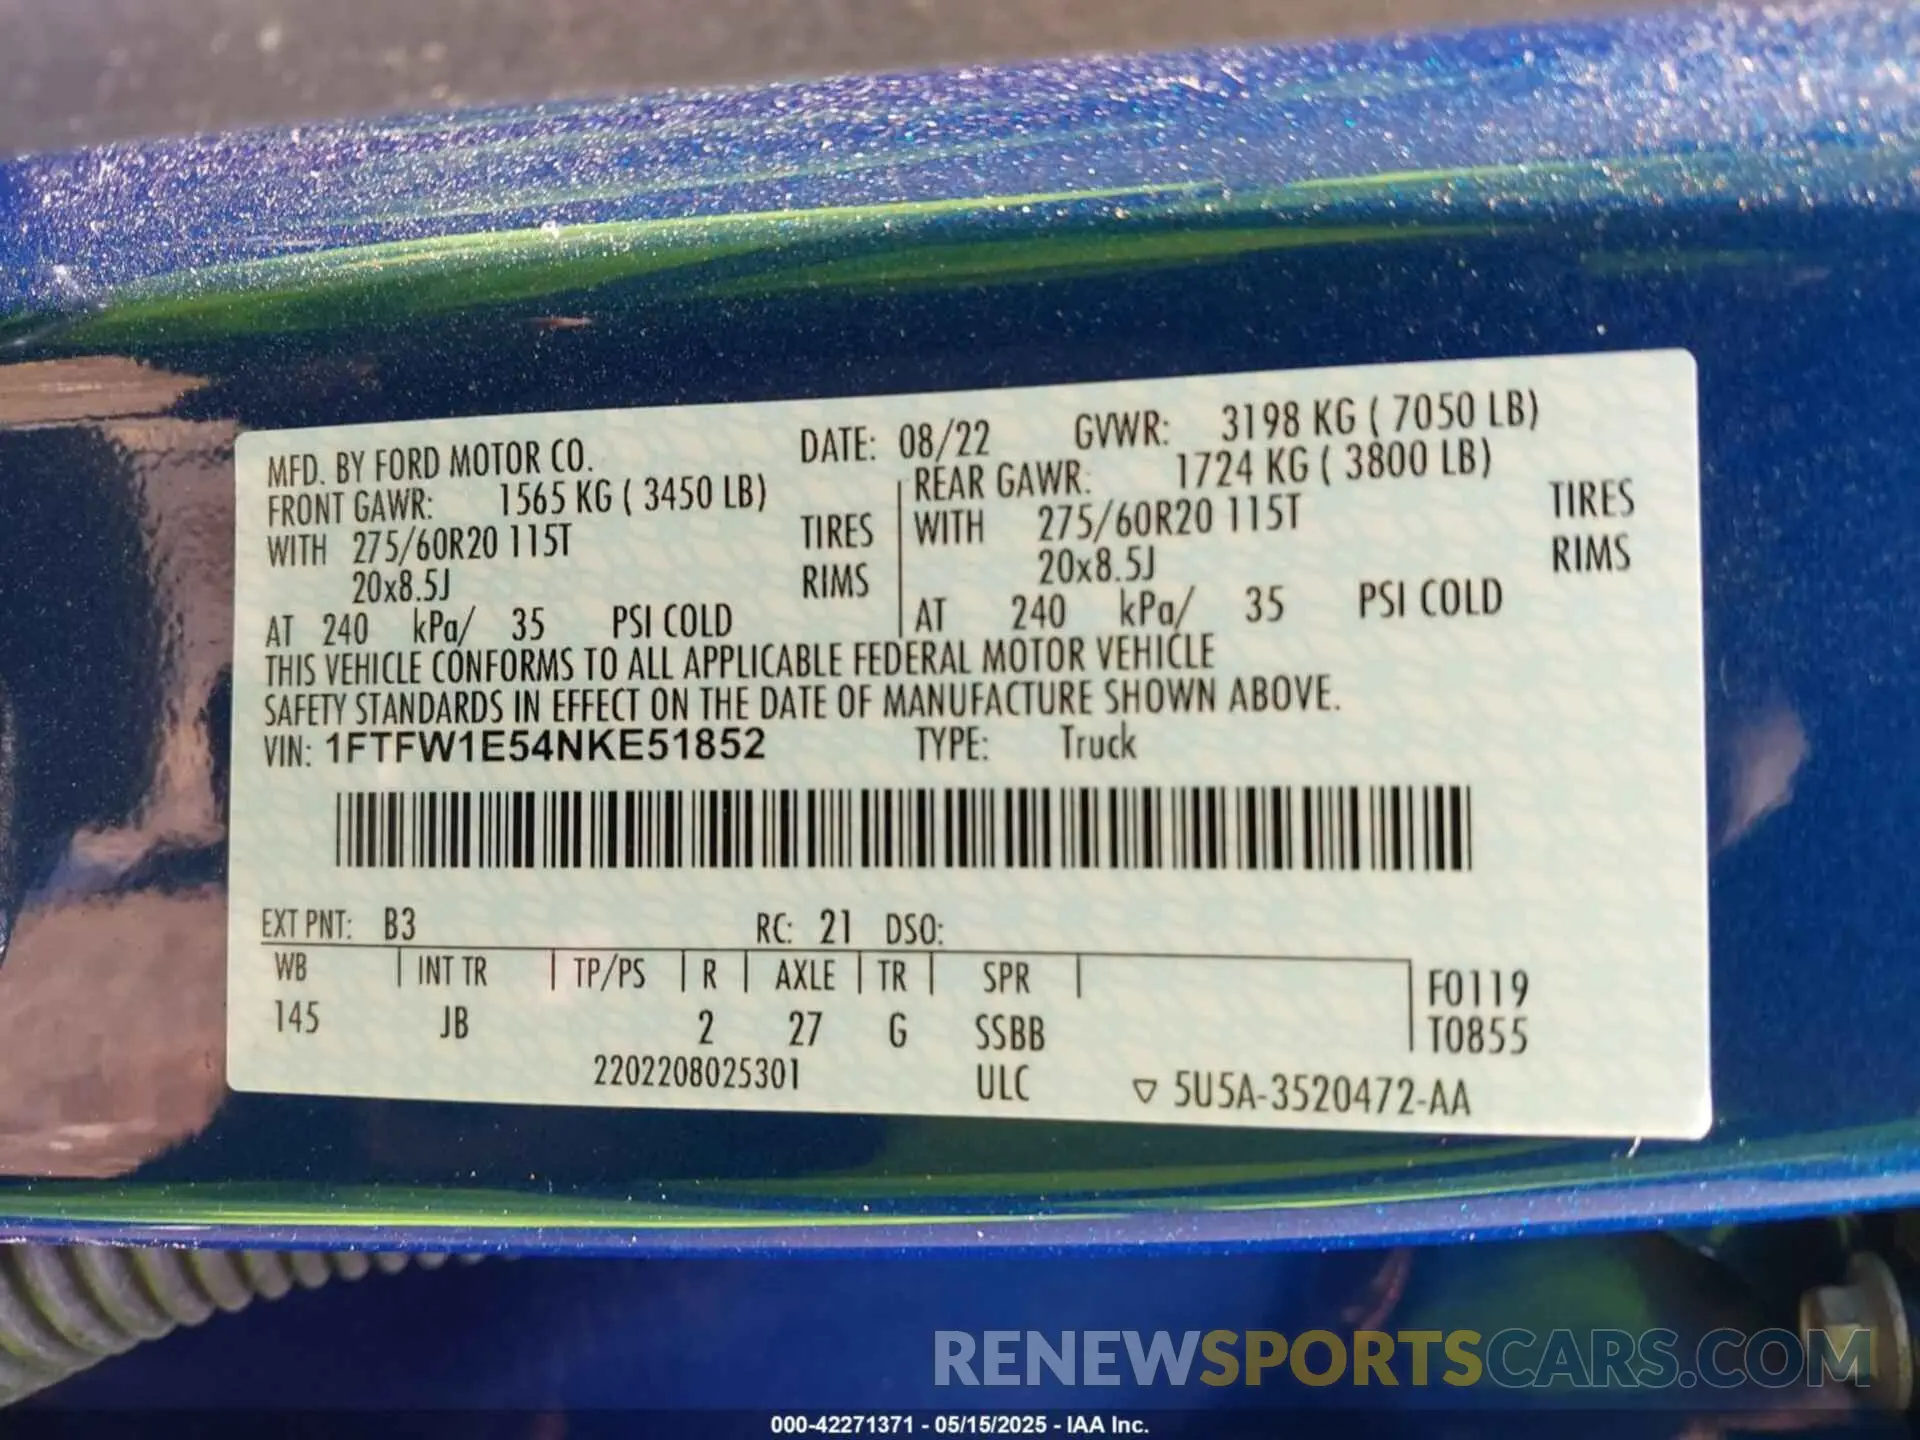 MFD. BY FORD MOTOR CO. DATE: 08/22 GVWR: 3198 KG ( 7050 LB)
FRONT GAWR: 1565 KG ( 3450 LB) REAR GAWR: 1724 KG ( 3800 LB)
WITH 275/60R20 115T TIRES WITH 275/60R20 115T TIRES
20x8.5J RIMS 20x8.5J RIMS
AT 240 kPa/ 35 PSI COLD AT 240 kPa/ 35 PSI COLD
THIS VEHICLE CONFORMS TO ALL APPLICABLE FEDERAL MOTOR VEHICLE
SAFETY STANDARDS IN EFFECT ON THE DATE OF MANUFACTURE SHOWN ABOVE.
VIN: 1FTFW1E54NKE51852 TYPE: Truck
EXT PNT: B3 RC: 21 DSO:
WB INT TR TP/PS R AXLE TR SPR F0119
145 JB 2 27 G SSBB T0855
2202208025301 ULC 5U5A-3520472-AA
RENEWSPORTSCARS.COM
000-42271371 - 05/15/2025 - IAA Inc.